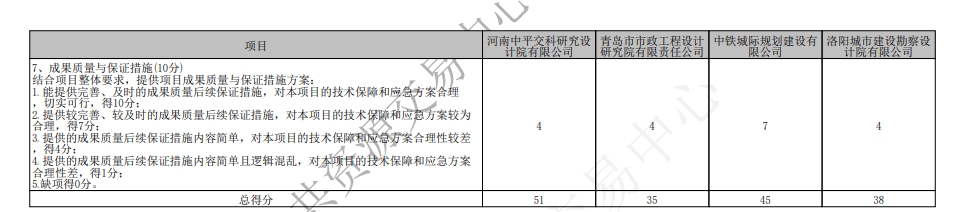 项目
河南中平交科研究设
计院有限公司
青岛市市政工程设计
研究院有限责任公司
中铁城际规划建设有
限公司
洛阳城市建设勘察设
计院有限公司
7、成果质量与保证措施(10分)
结合项目整体要求，提供项目成果质量与保证措施方案：
1.能提供完善、及时的成果质量后续保证措施，对本项目的技术保障和应急方案合理
，切实可行，得10分；
2.提供较完善、较及时的成果质量后续保证措施，对本项目的技术保障和应急方案较为
合理，得7分；
3.提供的成果质量后续保证措施内容简单，对本项目的技术保障和应急方案合理性较差
，得4分；
4.提供的成果质量后续保证措施内容简单且逻辑混乱，对本项目的技术保障和应急方案
合理性差，得1分；
5.缺项得0分。
4
4
7
4
总得分
51
35
45
38
共资源交易中心
易中心